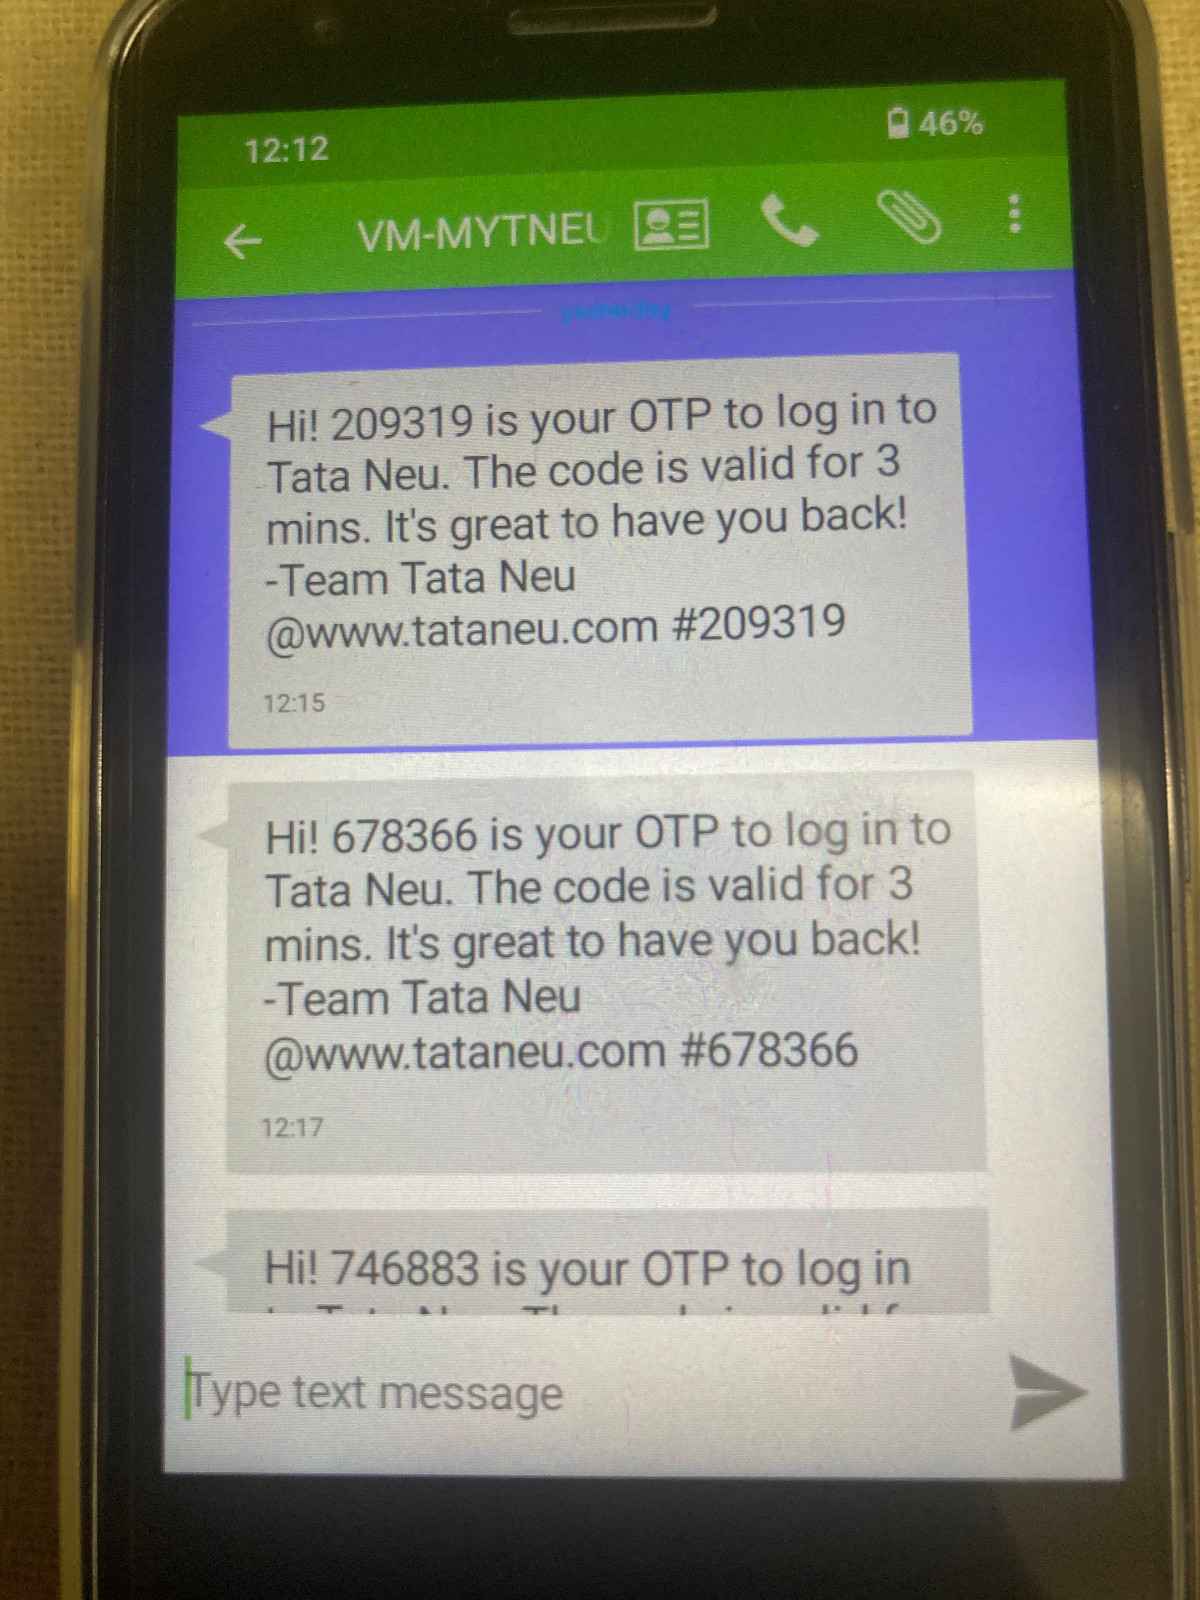 12:12
46%
VM-MYTNEU
yesterday
Hi! 209319 is your OTP to log in to
Tata Neu. The code is valid for 3
mins. It's great to have you back!
-Team Tata Neu
@www.tataneu.com #209319
12:15
Hi! 678366 is your OTP to log in to
Tata Neu. The code is valid for 3
mins. It's great to have you back!
-Team Tata Neu
@www.tataneu.com #678366
12:17
Hi! 746883 is your OTP to log in
Type text message